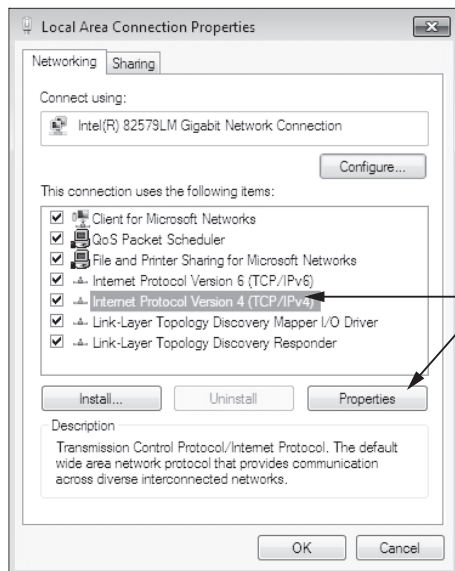 Local Area Connection Properties
Networking
Sharing
Connect using:
Intel(R) 82579LM Gigabit Network Connection
Configure...
This connection uses the following items:
Client for Microsoft Networks
QoS Packet Scheduler
File and Printer Sharing for Microsoft Networks
Internet Protocol Version 6 (TCP/IPv6)
Internet Protocol Version 4 (TCP/IPv4)
Link-Layer Topology Discovery Mapper I/O Driver
Link-Layer Topology Discovery Responder
Install...
Uninstall
Properties
Description
Transmission Control Protocol/Internet Protocol. The default
wide area network protocol that provides communication
across diverse interconnected networks.
OK
Cancel